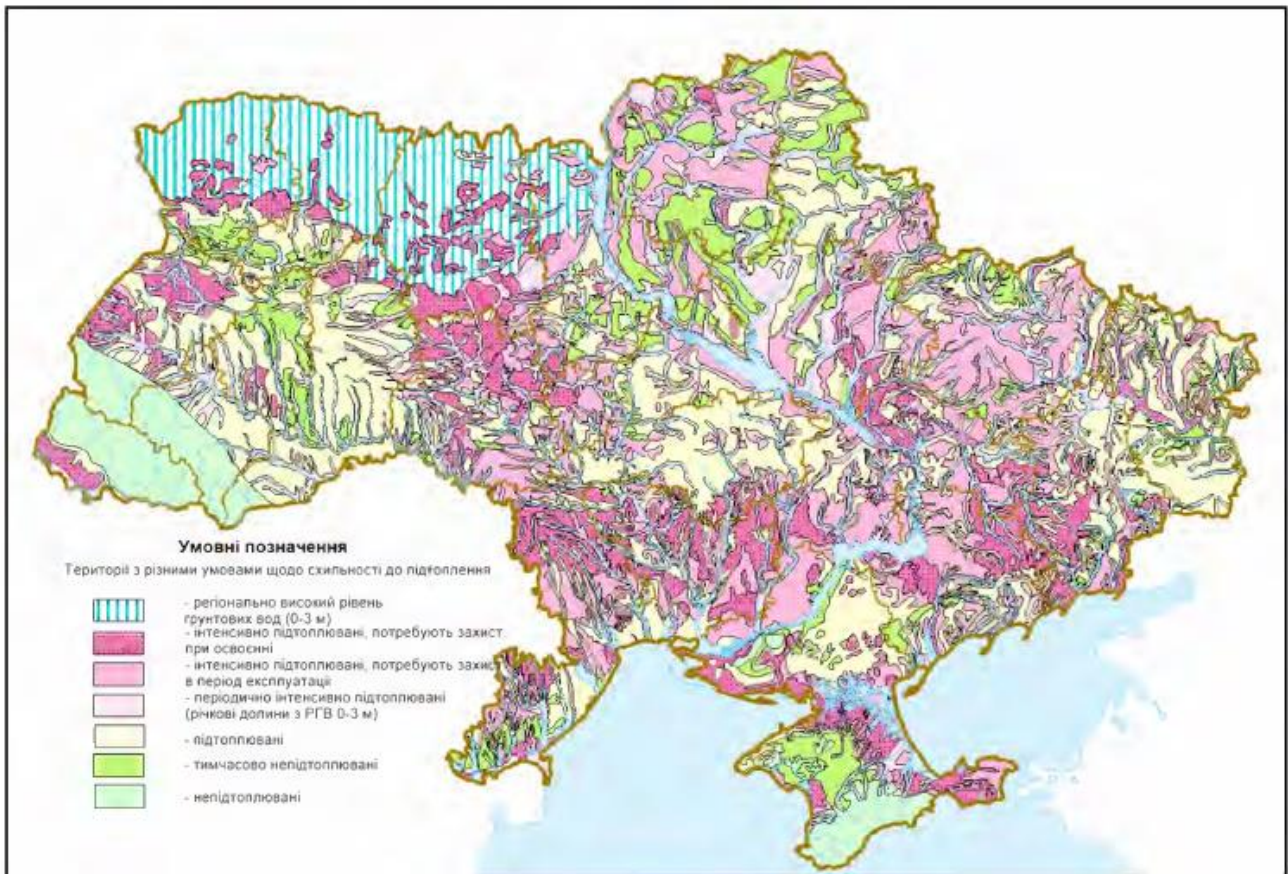 Умовні позначення
Території з різними умовами щодо схильності до підтоплення
- регіонально високий рівень
грунтових вод (0-3 м)
- інтенсивно підтоплювані, потребують захист
при освоєнні
- інтенсивно підтоплювані, потребують захист
в період експлуатації
- періодично інтенсивно підтоплювані
(річкові долини з РГВ 0-3 м)
- підтоплювані
- тимчасово непідтоплювані
- непідтоплювані